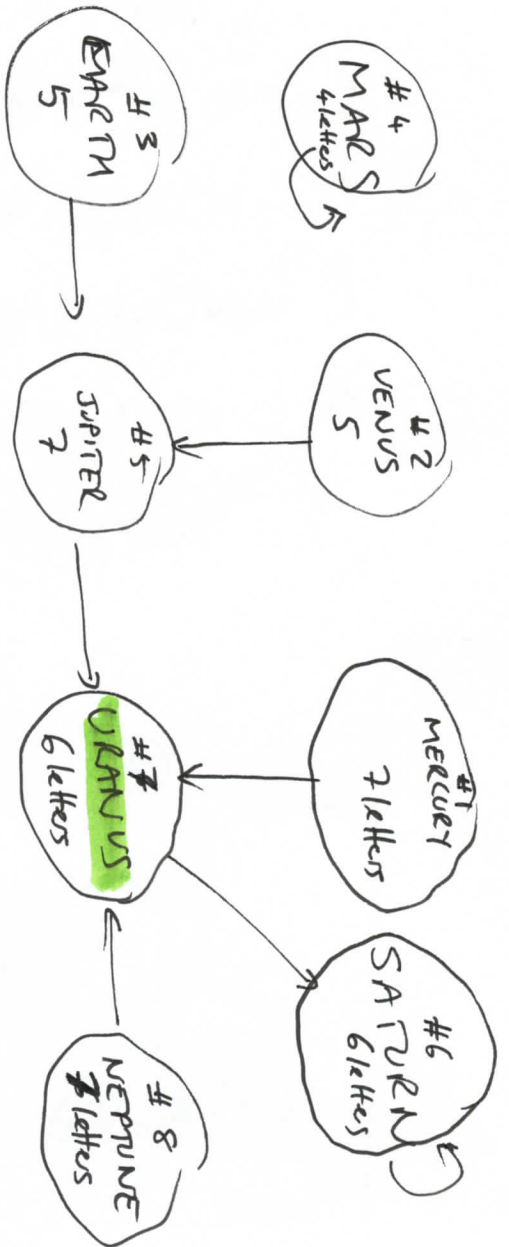 #4
MARS
4 letters
#2
VENUS
5
#1
MERCURY
7 letters
#6
SATURN
6 letters
#3
EARTH
5
#5
JUPITER
7
#7
URANUS
6 letters
#8
NEPTUNE
7 letters